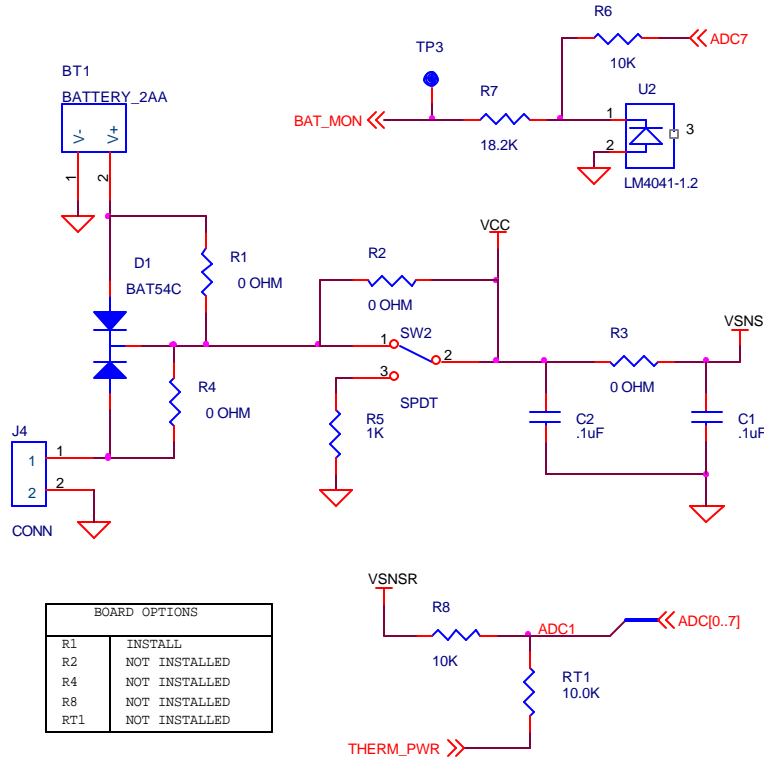 R6
ADC7
10K
TP3
BT1
BATTERY_2AA
V-
V+
1
2
R7
BAT_MON
18.2K
U2
1
2
3
LM4041-1.2
VCC
D1
BAT54C
R1
0 OHM
R2
0 OHM
1
SW2
2
3
SPDT
R3
0 OHM
VSNS
R4
0 OHM
R5
1K
C2
.1uF
C1
.1uF
J4
1
1
2
2
CONN
VSNSR
R8
10K
ADC1
ADC[0..7]
RT1
10.0K
THERM_PWR
BOARD OPTIONS
R1 INSTALL
R2 NOT INSTALLED
R4 NOT INSTALLED
R8 NOT INSTALLED
RT1 NOT INSTALLED